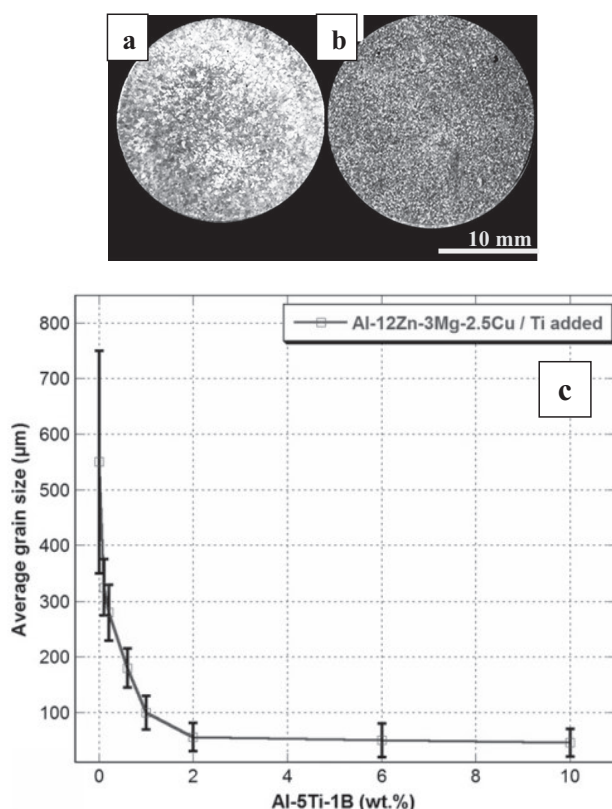 a
b
10 mm
Al-12Zn-3Mg-2.5Cu / Ti added
c
Average grain size (µm)
800
700
600
500
400
300
200
100
0 2 4 6 8 10
Al-5Ti-1B (wt.%)